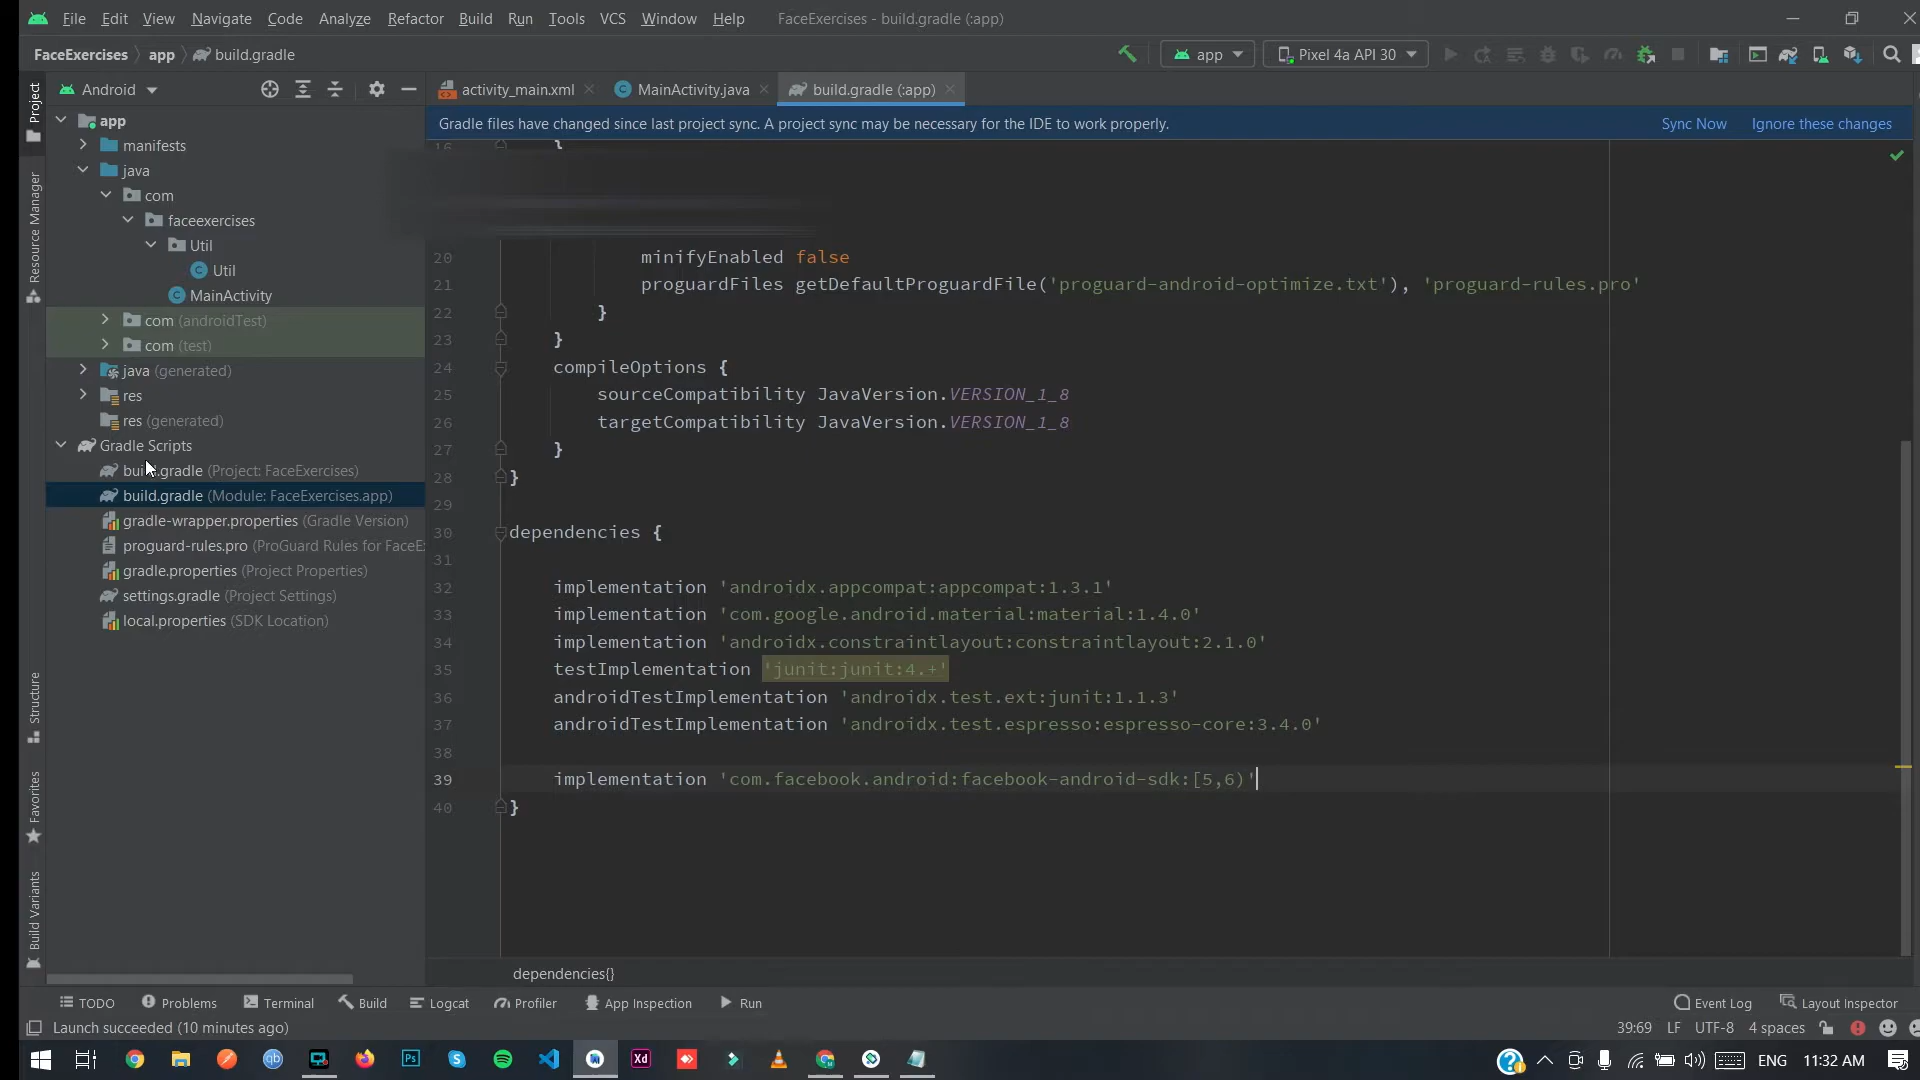 File Edit View Navigate Code Analyze Refactor Build Run Tools VCS Window Help FaceExercises - build.gradle (:app)
FaceExercises app build.gradle app Pixel 4a API 30
Android activity_main.xml MainActivity.java build.gradle (:app)
Gradle files have changed since last project sync. A project sync may be necessary for the IDE to work properly. Sync Now Ignore these changes
Project
Resource Manager
Structure
Favorites
Build Variants
app
manifests
java
com
faceexercises
Util
Util
MainActivity
com (androidTest)
com (test)
java (generated)
res
res (generated)
Gradle Scripts
build.gradle (Project: FaceExercises)
build.gradle (Module: FaceExercises.app)
gradle-wrapper.properties (Gradle Version)
proguard-rules.pro (ProGuard Rules for FaceE
gradle.properties (Project Properties)
settings.gradle (Project Settings)
local.properties (SDK Location)
16 }
20 minifyEnabled false
21 proguardFiles getDefaultProguardFile('proguard-android-optimize.txt'), 'proguard-rules.pro'
22 }
23 }
24 compileOptions {
25 sourceCompatibility JavaVersion.VERSION_1_8
26 targetCompatibility JavaVersion.VERSION_1_8
27 }
28 }
29
30 dependencies {
31
32 implementation 'androidx.appcompat:appcompat:1.3.1'
33 implementation 'com.google.android.material:material:1.4.0'
34 implementation 'androidx.constraintlayout:constraintlayout:2.1.0'
35 testImplementation 'junit:junit:4.+'
36 androidTestImplementation 'androidx.test.ext:junit:1.1.3'
37 androidTestImplementation 'androidx.test.espresso:espresso-core:3.4.0'
38
39 implementation 'com.facebook.android:facebook-android-sdk:[5,6)'
40 }
dependencies{}
TODO Problems Terminal Build Logcat Profiler App Inspection Run Event Log Layout Inspector
Launch succeeded (10 minutes ago) 39:69 LF UTF-8 4 spaces
qb Ps Xd ENG 11:32 AM